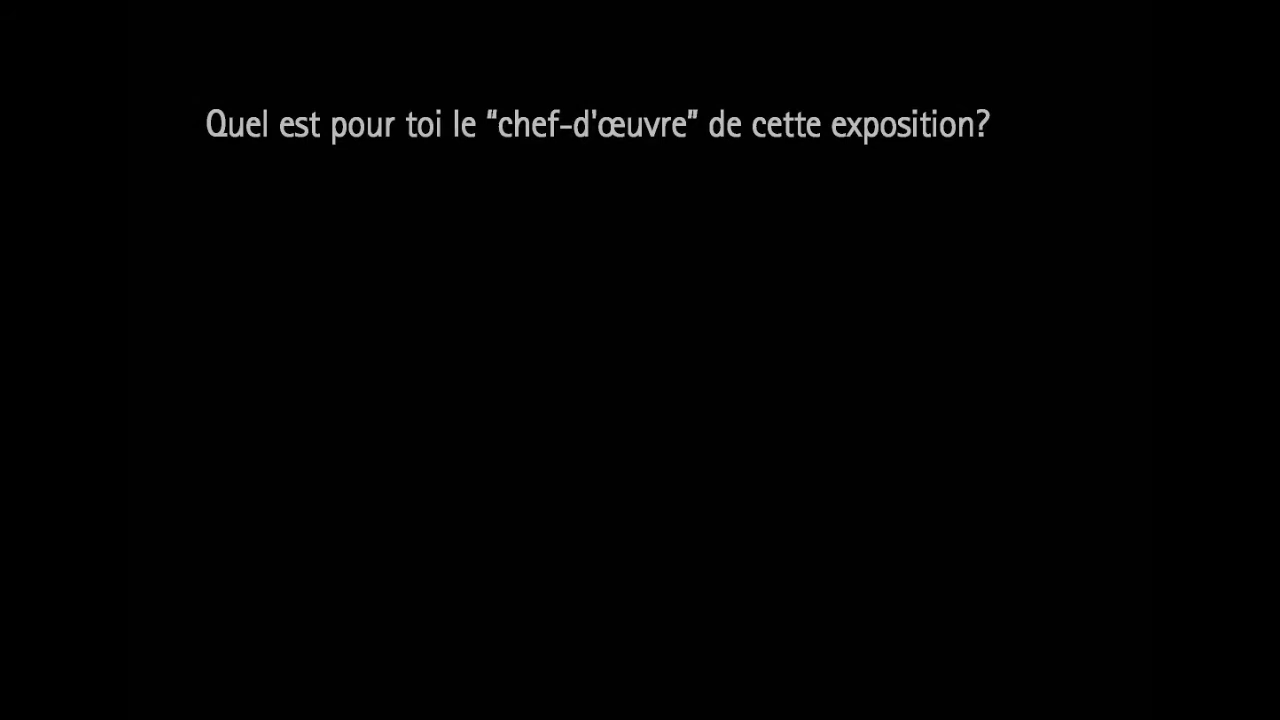 Quel est pour toi le “chef-d'œuvre” de cette exposition?